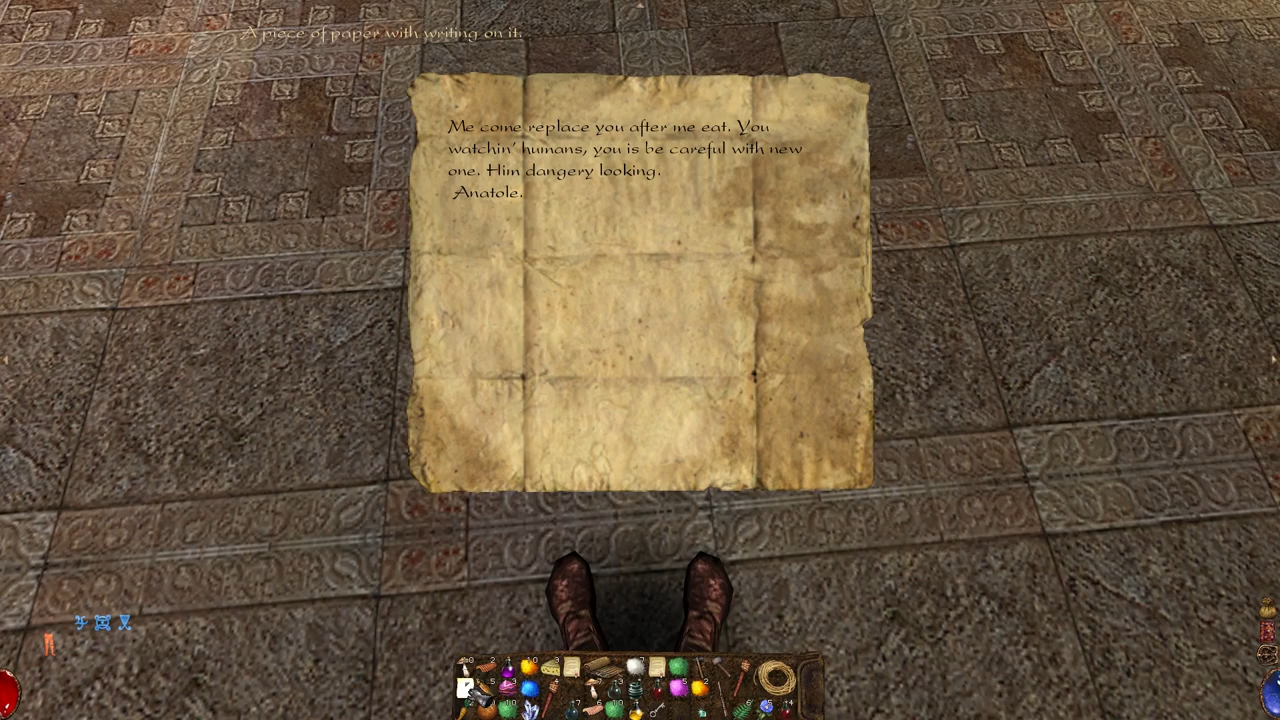 A piece of paper with writing on it.
Me come replace you after me eat. You
watchin' humans, you is be careful with new
one. Him dangery looking.
Anatole.